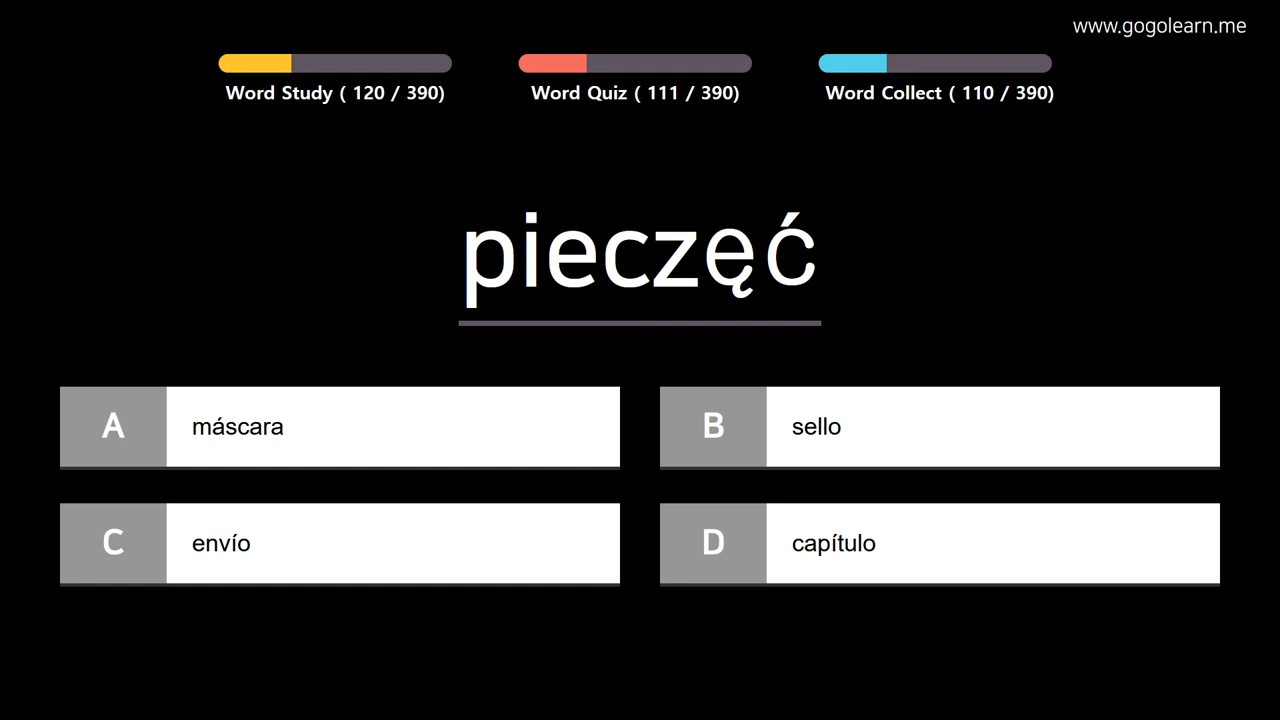 www.gogolearn.me
Word Study ( 120 / 390)
Word Quiz ( 111 / 390)
Word Collect ( 110 / 390)
pieczęć
A máscara
B sello
C envío
D capítulo